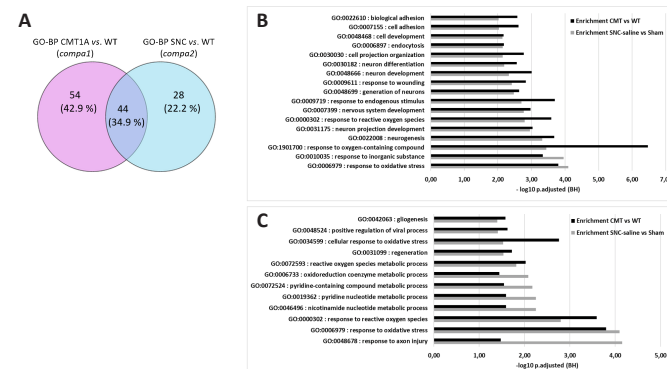 A
GO-BP CMT1A vs. WT
(compa1)
GO-BP SNC vs. WT
(compa2)
54
(42.9 %)
44
(34.9 %)
28
(22.2 %)
B
GO:0022610 : biological adhesion
GO:0007155 : cell adhesion
GO:0048468 : cell development
GO:0006897 : endocytosis
GO:0030030 : cell projection organization
GO:0030182 : neuron differentiation
GO:0048666 : neuron development
GO:0009611 : response to wounding
GO:0048699 : generation of neurons
GO:0009719 : response to endogenous stimulus
GO:0007399 : nervous system development
GO:0000302 : response to reactive oxygen species
GO:0031175 : neuron projection development
GO:0022008 : neurogenesis
GO:1901700 : response to oxygen-containing compound
GO:0010035 : response to inorganic substance
GO:0006979 : response to oxidative stress
Enrichment CMT vs WT
Enrichment SNC-saline vs Sham
0,00 1,00 2,00 3,00 4,00 5,00 6,00 7,0
- log10 p.adjusted (BH)
C
GO:0042063 : gliogenesis
GO:0048524 : positive regulation of viral process
GO:0034599 : cellular response to oxidative stress
GO:0031099 : regeneration
GO:0072593 : reactive oxygen species metabolic process
GO:0006733 : oxidoreduction coenzyme metabolic process
GO:0072524 : pyridine-containing compound metabolic process
GO:0019362 : pyridine nucleotide metabolic process
GO:0046496 : nicotinamide nucleotide metabolic process
GO:0000302 : response to reactive oxygen species
GO:0006979 : response to oxidative stress
GO:0048678 : response to axon injury
Enrichment CMT vs WT
Enrichment SNC-saline vs Sham
0,00 1,00 2,00 3,00 4,00 5,00
-log10 p.adjusted (BH)